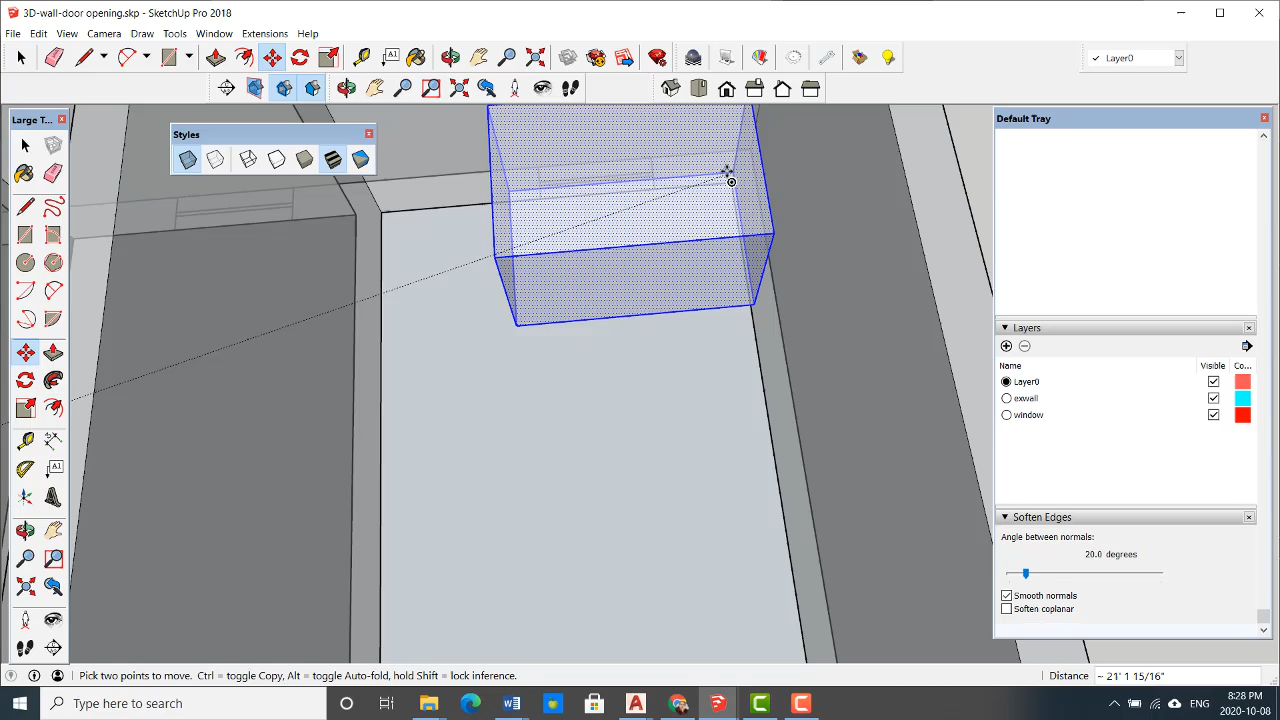 3D-wall-door opening.skp - SketchUp Pro 2018
File Edit View Camera Draw Tools Window Extensions Help
A1
Layer0
Large T...
Styles
Default Tray
Layers
Name Visible Co...
Layer0
exwall
window
A1
Soften Edges
Angle between normals:
20.0 degrees
Smooth normals
Soften coplanar
Pick two points to move. Ctrl = toggle Copy, Alt = toggle Auto-fold, hold Shift = lock inference.
Distance ~ 21' 1 15/16"
Type here to search
ENG
8:28 PM
2020-10-08